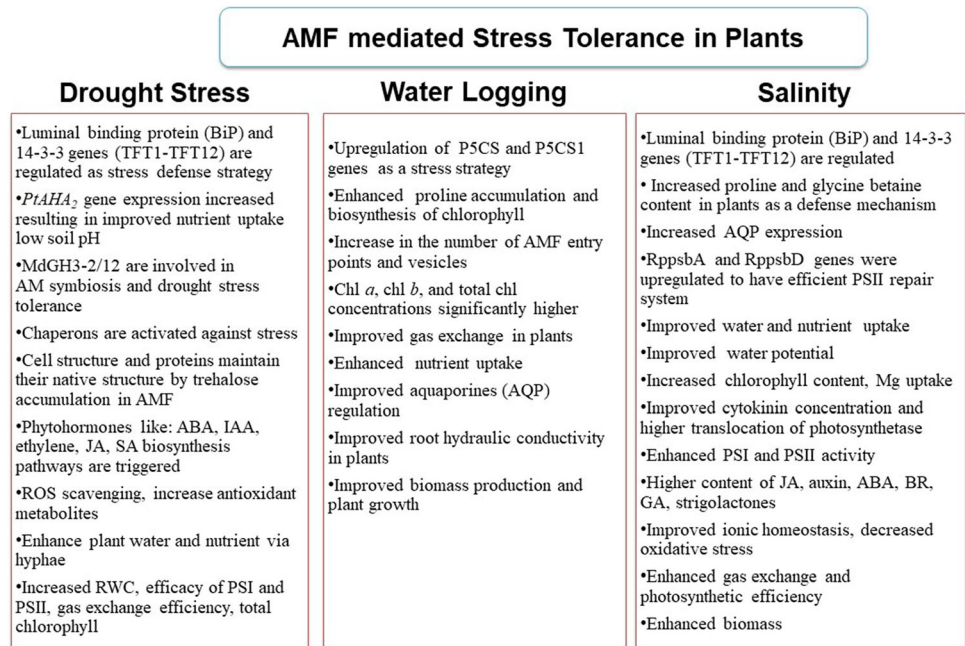 AMF mediated Stress Tolerance in Plants
Drought Stress
•Luminal binding protein (BiP) and
14-3-3 genes (TFT1-TFT12) are
regulated as stress defense strategy
•PtAHA2 gene expression increased
resulting in improved nutrient uptake
low soil pH
•MdGH3-2/12 are involved in
AM symbiosis and drought stress
tolerance
•Chaperons are activated against stress
•Cell structure and proteins maintain
their native structure by trehalose
accumulation in AMF
•Phytohormones like: ABA, IAA,
ethylene, JA, SA biosynthesis
pathways are triggered
•ROS scavenging, increase antioxidant
metabolites
•Enhance plant water and nutrient via
hyphae
•Increased RWC, efficacy of PSI and
PSII, gas exchange efficiency, total
chlorophyll
Water Logging
•Upregulation of P5CS and P5CS1
genes as a stress strategy
•Enhanced proline accumulation and
biosynthesis of chlorophyll
•Increase in the number of AMF entry
points and vesicles
•Chl a, chl b, and total chl
concentrations significantly higher
•Improved gas exchange in plants
•Enhanced nutrient uptake
•Improved aquaporines (AQP)
regulation
•Improved root hydraulic conductivity
in plants
•Improved biomass production and
plant growth
Salinity
•Luminal binding protein (BiP) and 14-3-3
genes (TFT1-TFT12) are regulated
• Increased proline and glycine betaine
content in plants as a defense mechanism
•Increased AQP expression
•RppsbA and RppsbD genes were
upregulated to have efficient PSII repair
system
•Improved water and nutrient uptake
•Improved water potential
•Increased chlorophyll content, Mg uptake
•Improved cytokinin concentration and
higher translocation of photosynthetase
•Enhanced PSI and PSII activity
•Higher content of JA, auxin, ABA, BR,
GA, strigolactones
•Improved ionic homeostasis, decreased
oxidative stress
•Enhanced gas exchange and
photosynthetic efficiency
•Enhanced biomass